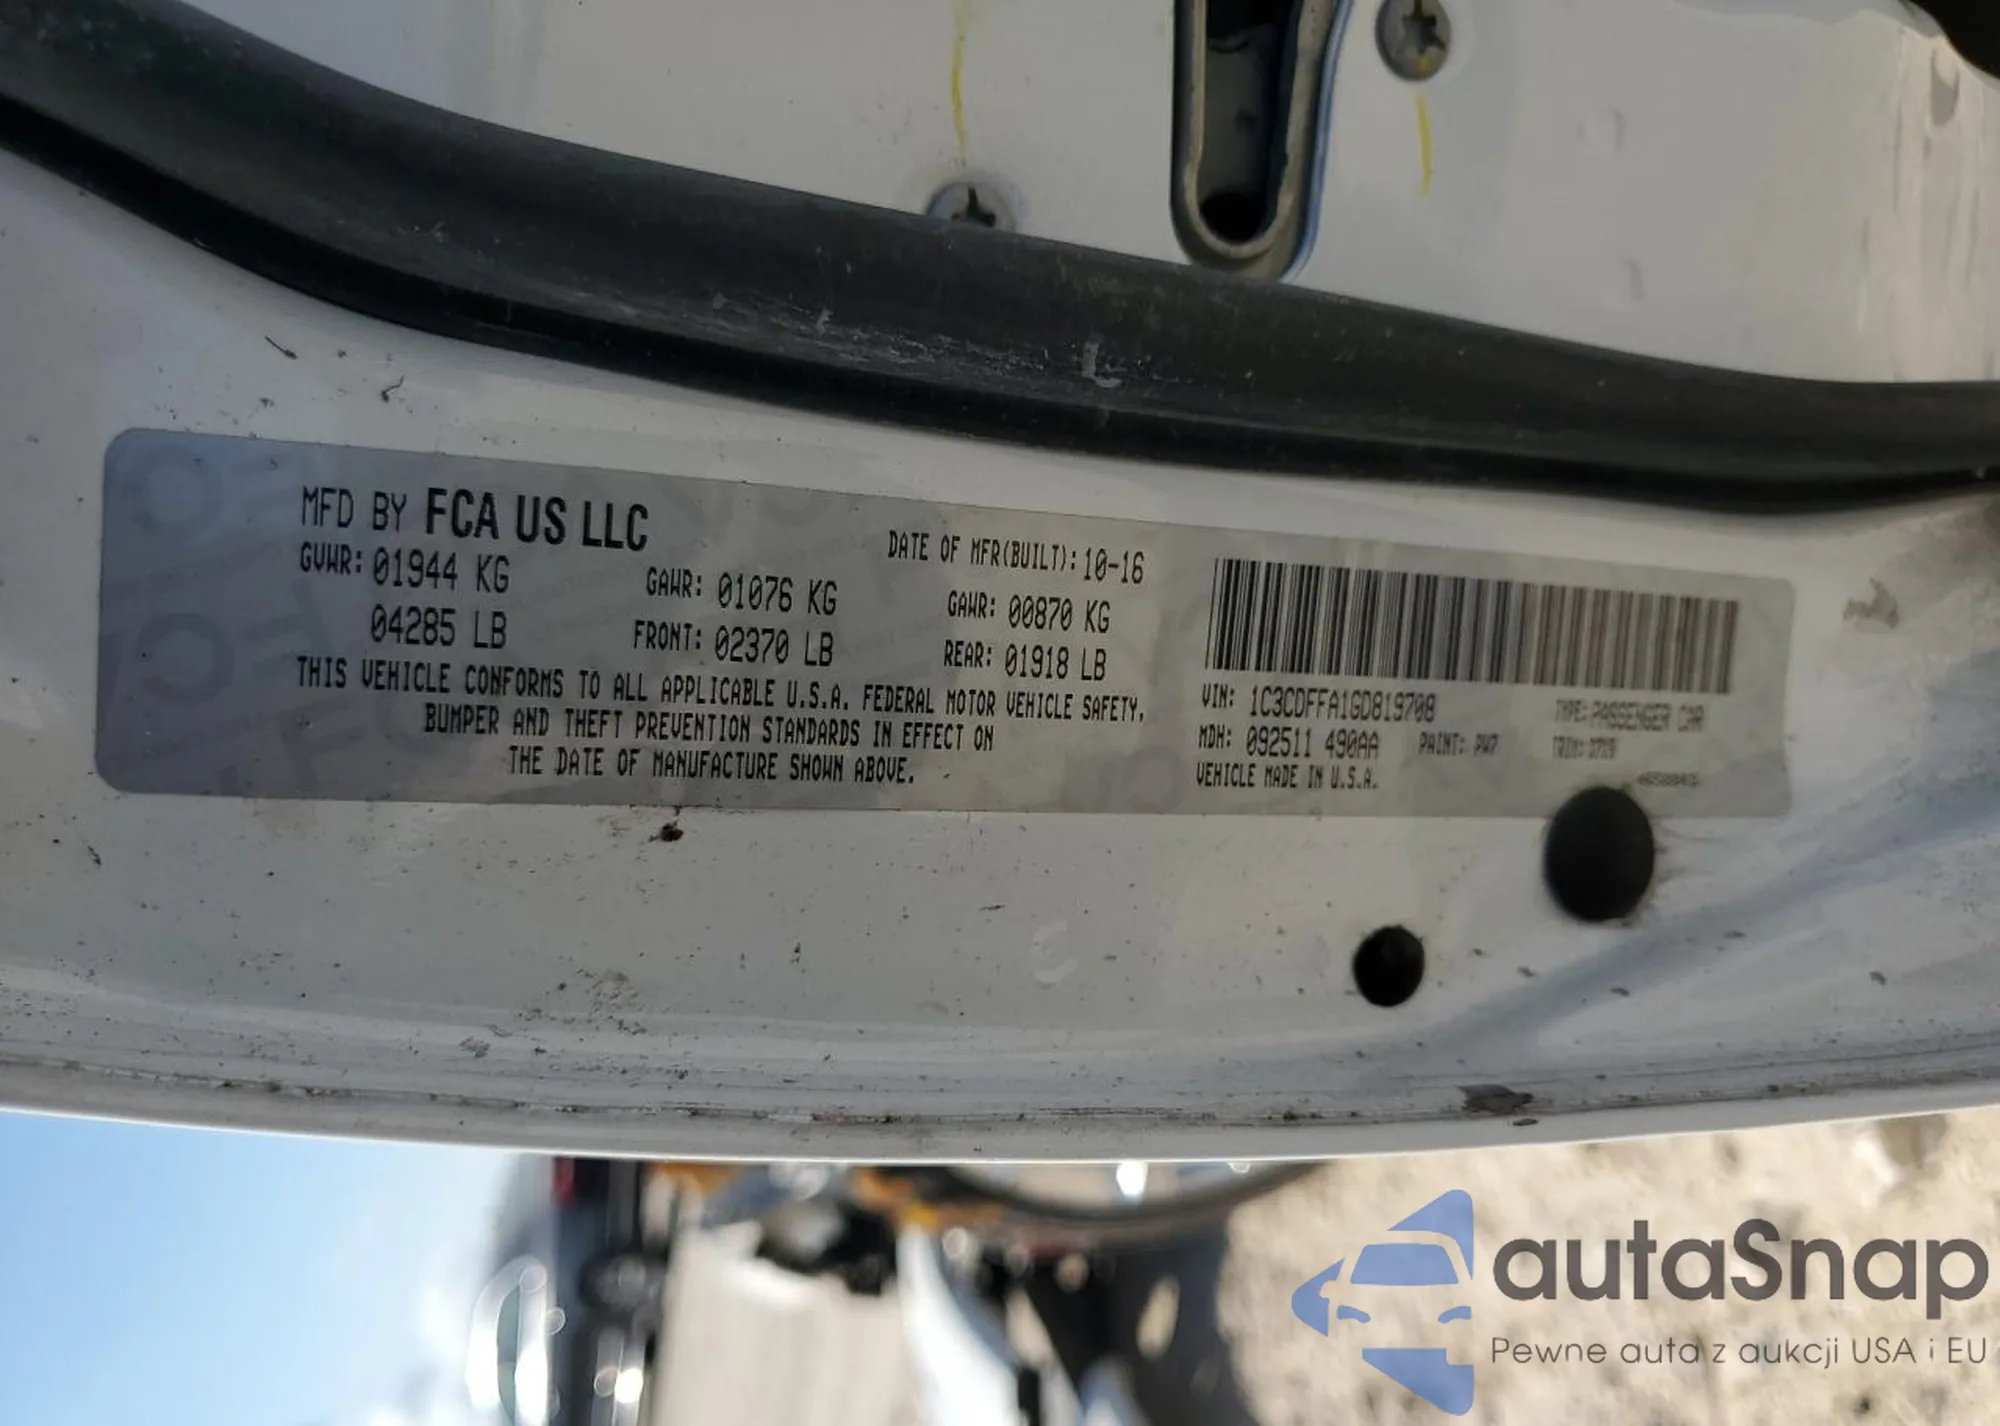 MFD BY FCA US LLC
DATE OF MFR(BUILT): 10-16
GVWR: 01944 KG
GAWR: 01076 KG
GAWR: 00870 KG
04285 LB
FRONT: 02370 LB
REAR: 01918 LB
THIS VEHICLE CONFORMS TO ALL APPLICABLE U.S.A. FEDERAL MOTOR VEHICLE SAFETY,
BUMPER AND THEFT PREVENTION STANDARDS IN EFFECT ON
THE DATE OF MANUFACTURE SHOWN ABOVE.
VIN: 1C3CDFFA1GD819708
TYPE: PASSENGER CAR
MDH: 092511 490AA
PAINT: PW7
TRIM:
VEHICLE MADE IN U.S.A.
autaSnap
Pewne auta z aukcji USA i EU